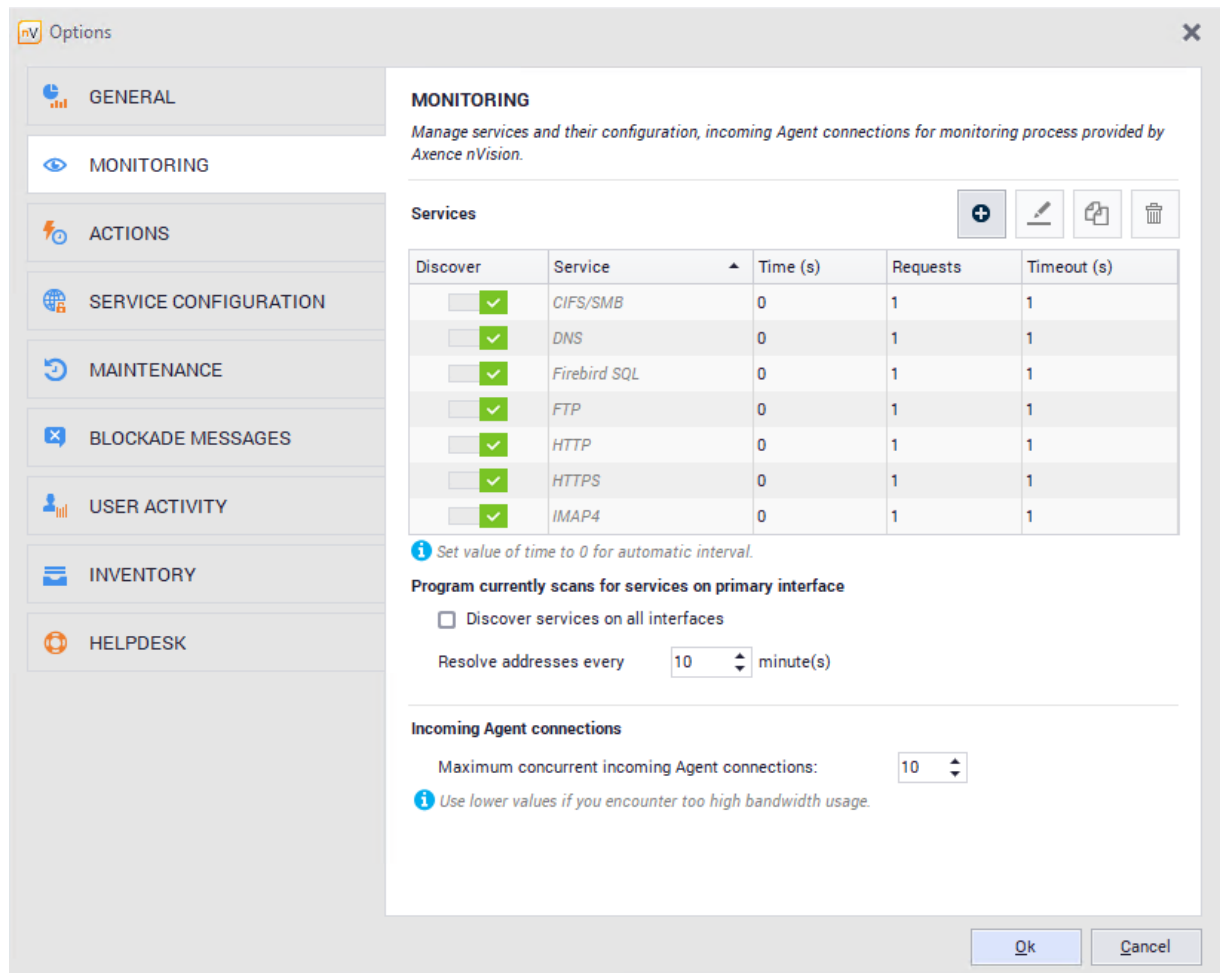 nV Options
GENERAL
MONITORING
ACTIONS
SERVICE CONFIGURATION
MAINTENANCE
BLOCKADE MESSAGES
USER ACTIVITY
INVENTORY
HELPDESK
MONITORING
Manage services and their configuration, incoming Agent connections for monitoring process provided by
Axence nVision.
Services
Discover Service Time (s) Requests Timeout (s)
CIFS/SMB 0 1 1
DNS 0 1 1
Firebird SQL 0 1 1
FTP 0 1 1
HTTP 0 1 1
HTTPS 0 1 1
IMAP4 0 1 1
Set value of time to 0 for automatic interval.
Program currently scans for services on primary interface
Discover services on all interfaces
Resolve addresses every 10 minute(s)
Incoming Agent connections
Maximum concurrent incoming Agent connections: 10
Use lower values if you encounter too high bandwidth usage.
Ok Cancel